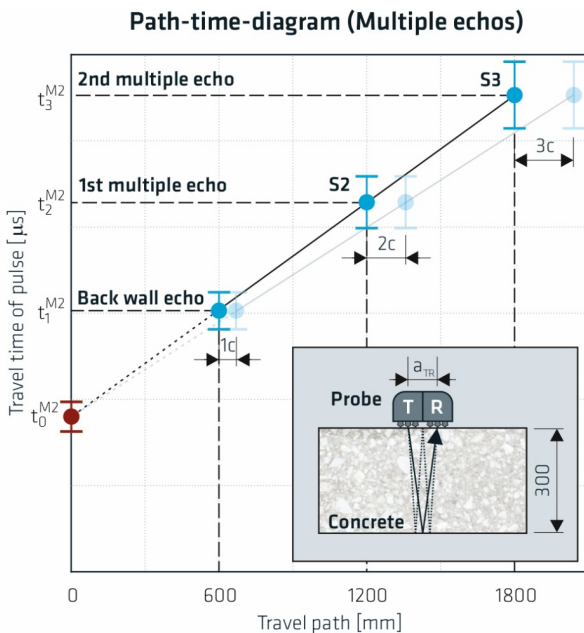 Path-time-diagram (Multiple echos)
2nd multiple echo
S3
t₃ᴹ²
3c
1st multiple echo
S2
t₂ᴹ²
2c
Travel time of pulse [µs]
Back wall echo
t₁ᴹ²
1c
a_TR
Probe
T R
t₀ᴹ²
300
Concrete
0 600 1200 1800
Travel path [mm]